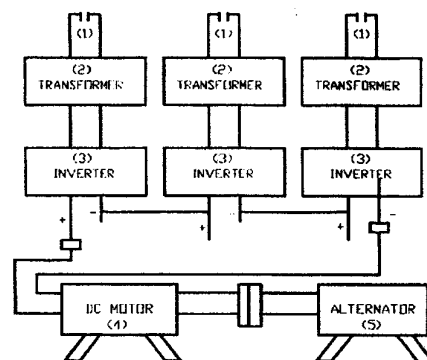 (1) (1) (1)
(2) (2) (2)
TRANSFORMER TRANSFORMER TRANSFORMER
(3) (3) (3)
INVERTER INVERTER INVERTER
+ - + - + -
DC MOTOR ALTERNATOR
(4) (5)